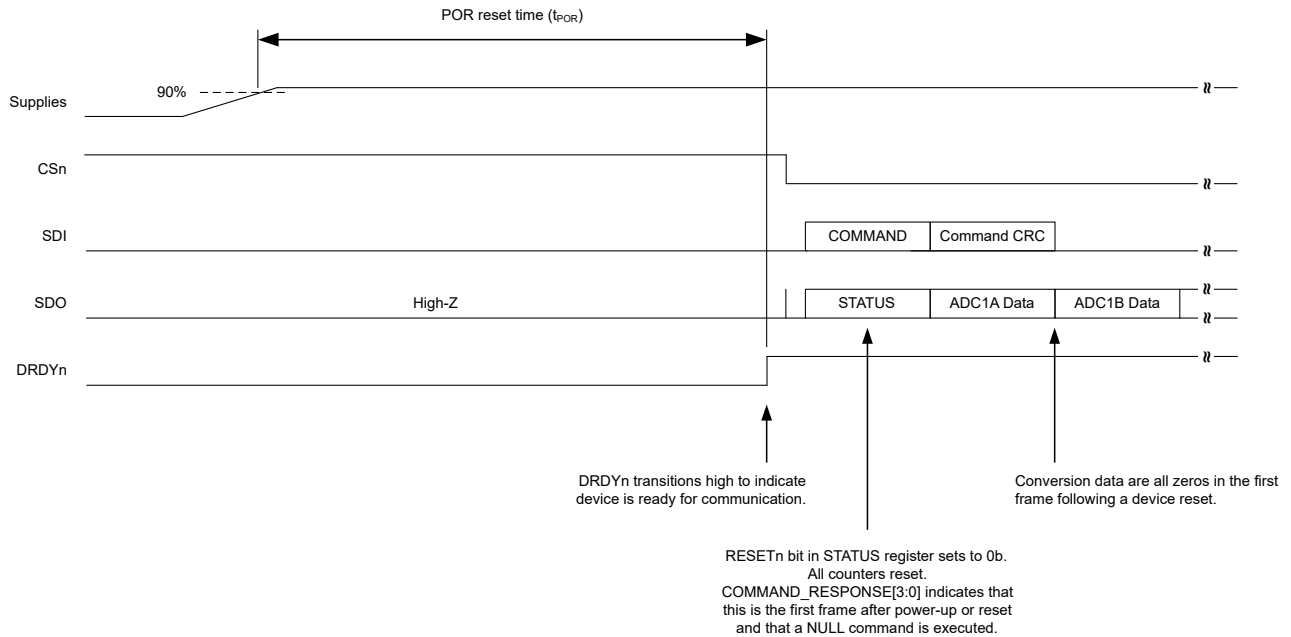 POR reset time (tPOR)
90%
Supplies
CSn
SDI
COMMAND
Command CRC
SDO
High-Z
STATUS
ADC1A Data
ADC1B Data
DRDYn
DRDYn transitions high to indicate
device is ready for communication.
Conversion data are all zeros in the first
frame following a device reset.
RESETn bit in STATUS register sets to 0b.
All counters reset.
COMMAND_RESPONSE[3:0] indicates that
this is the first frame after power-up or reset
and that a NULL command is executed.